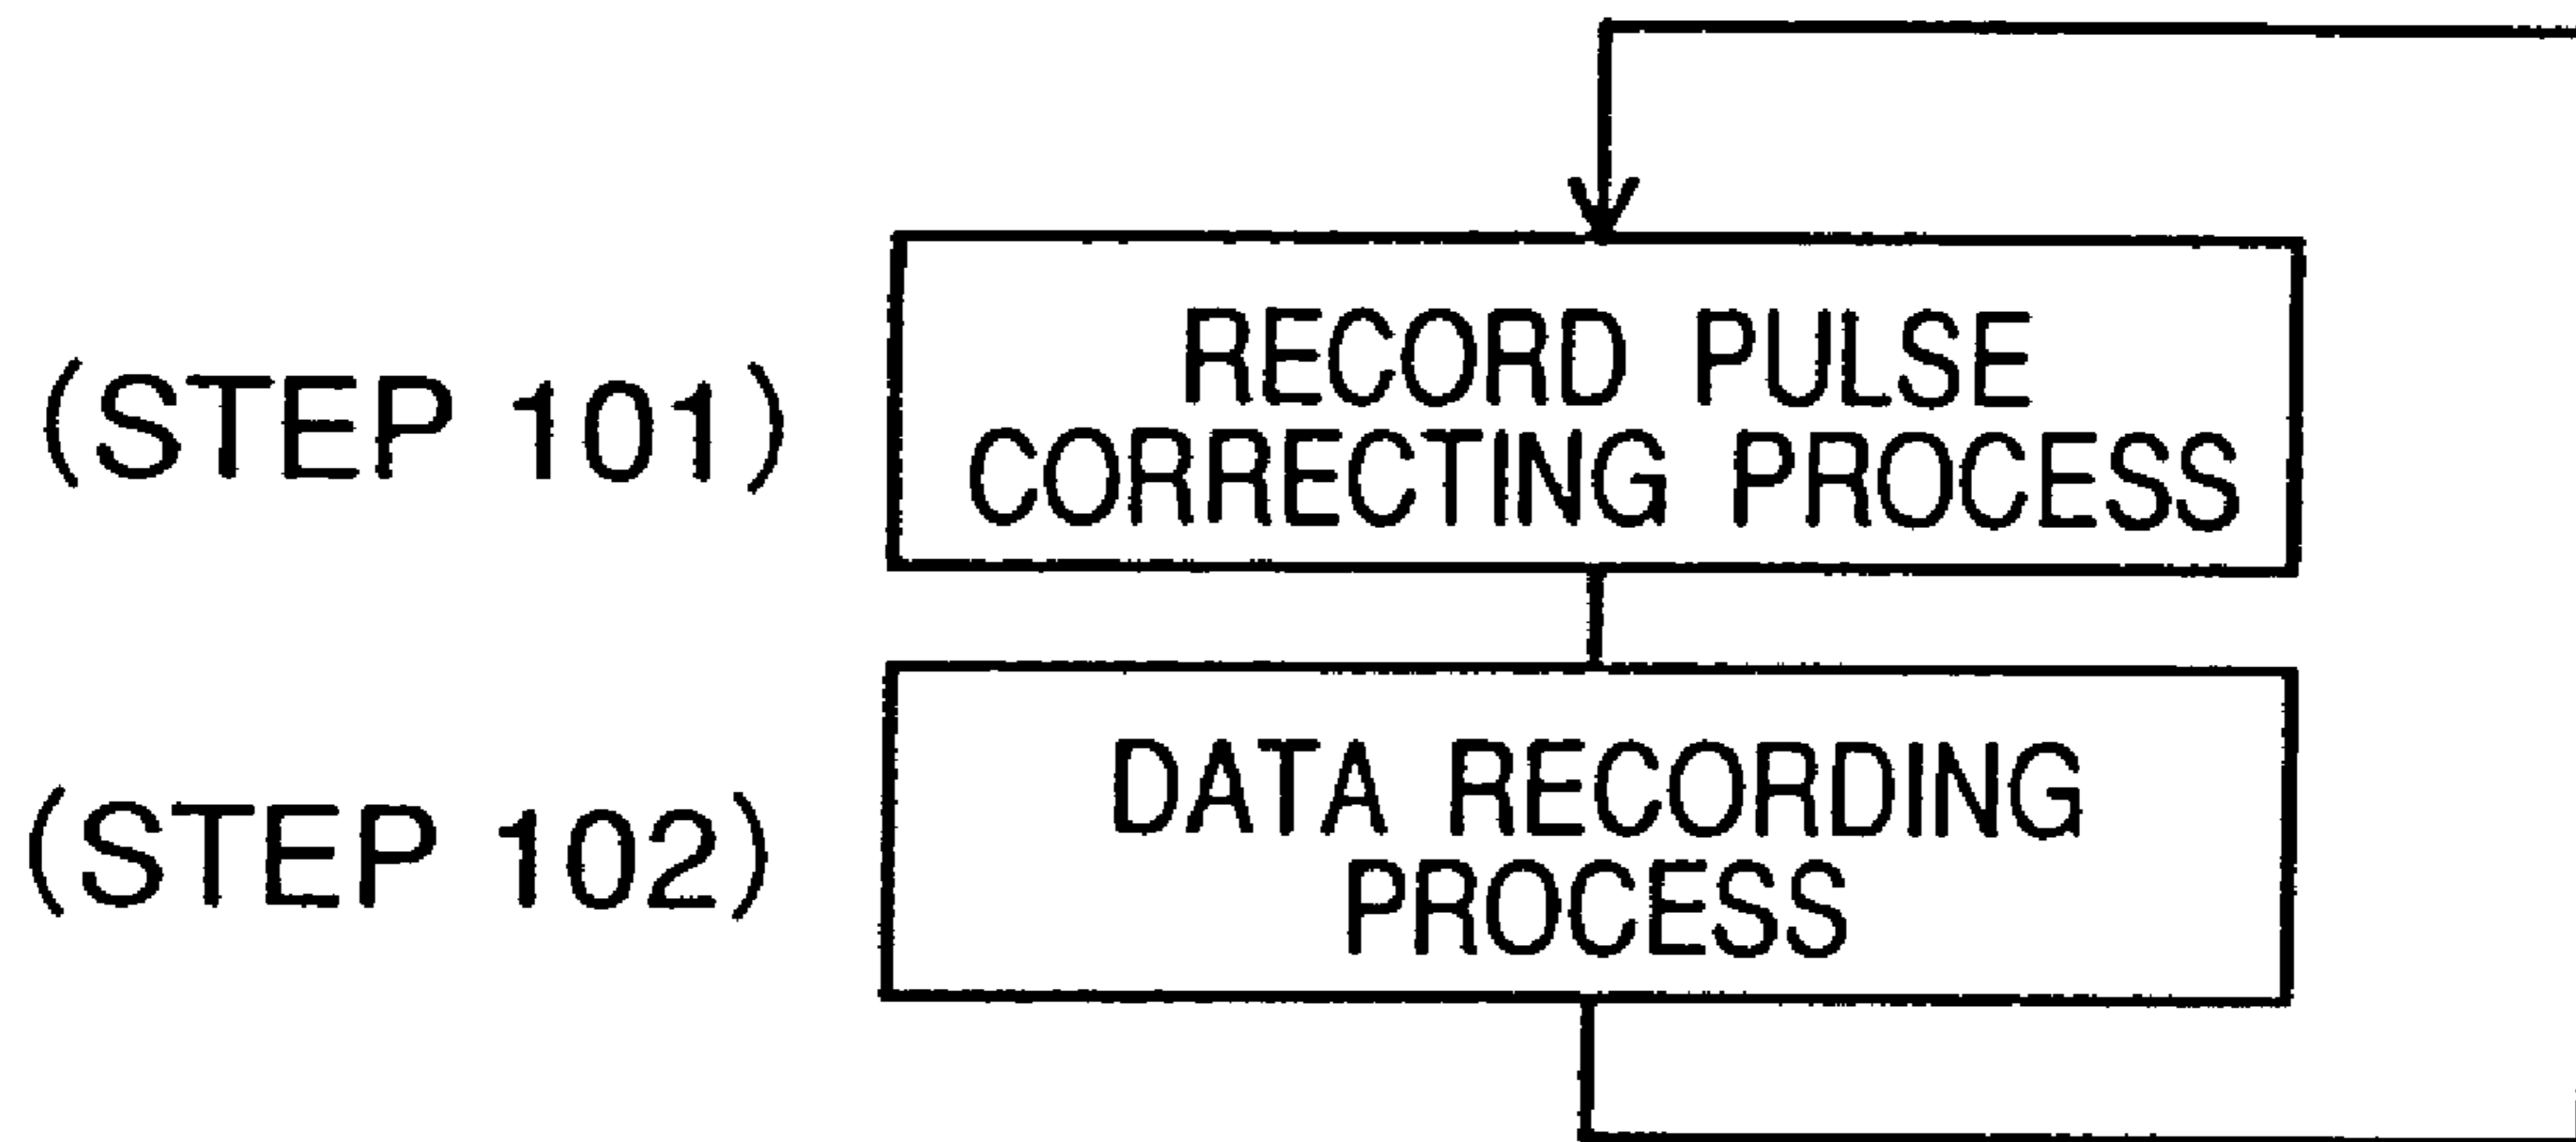 (STEP 101)
RECORD PULSE
CORRECTING PROCESS
(STEP 102)
DATA RECORDING
PROCESS